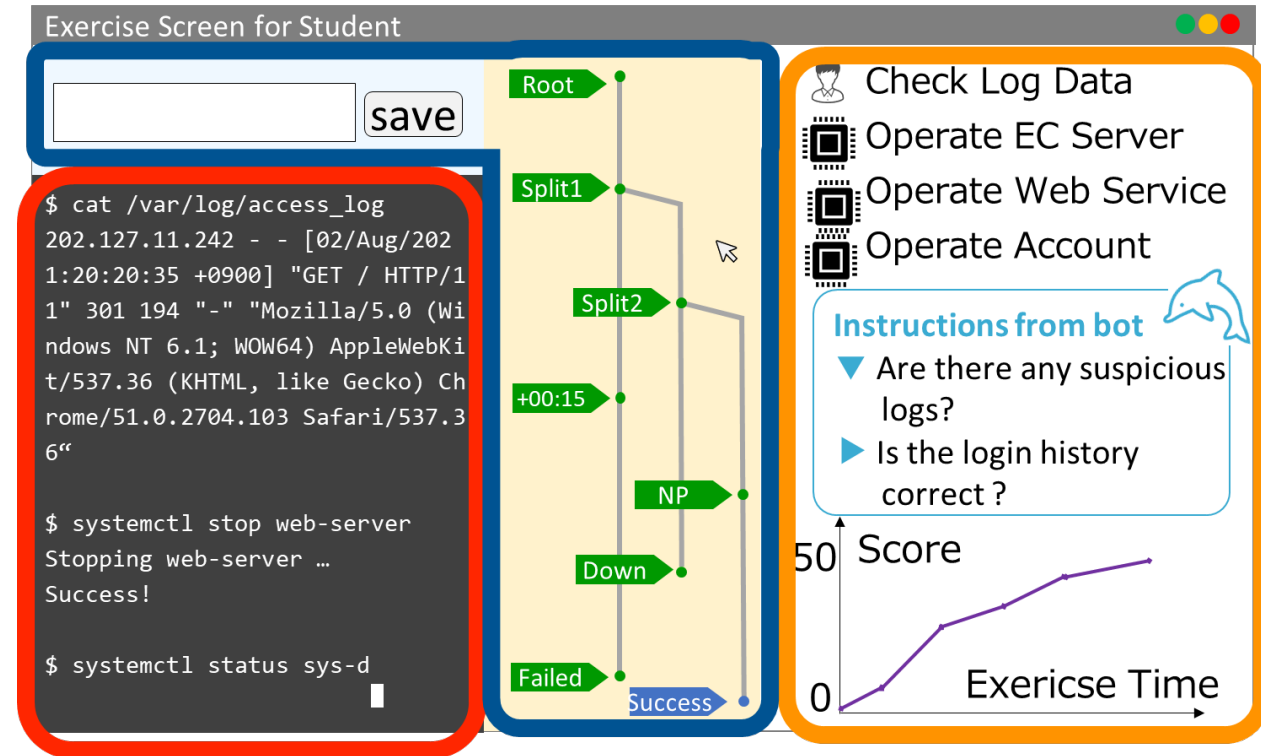 Exercise Screen for Student
save
$ cat /var/log/access_log
202.127.11.242 - - [02/Aug/202
1:20:20:35 +0900] "GET / HTTP/1
1" 301 194 "-" "Mozilla/5.0 (Wi
ndows NT 6.1; WOW64) AppleWebKi
t/537.36 (KHTML, like Gecko) Ch
rome/51.0.2704.103 Safari/537.3
6“
$ systemctl stop web-server
Stopping web-server …
Success!
$ systemctl status sys-d
Root
Split1
Split2
+00:15
NP
Down
Failed
Success
Check Log Data
Operate EC Server
Operate Web Service
Operate Account
Instructions from bot
▼ Are there any suspicious
logs?
▶ Is the login history
correct ?
50
Score
0
Exericse Time